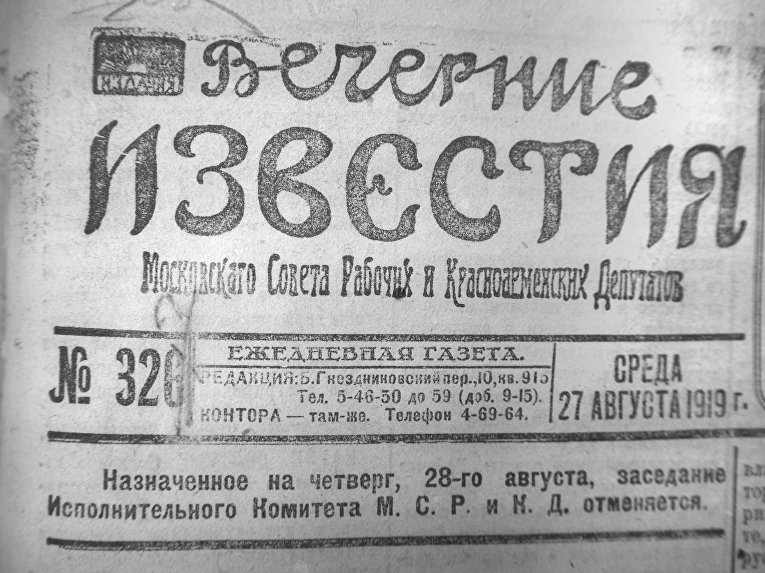 ИЗДАНИЯ
Вечерние
ИЗВЕСТИЯ
Московскаго Совета Рабочих и Красноармейских Депутатов
№ 326
ЕЖЕДНЕВНАЯ ГАЗЕТА.
РЕДАКЦИЯ: Б. Гнездниковский пер., 10, кв. 915
Тел. 5-46-50 до 59 (доб. 9-15).
КОНТОРА — там-же. Телефон 4-69-64.
СРЕДА
27 АВГУСТА 1919 г.
Назначенное на четверг, 28-го августа, заседание
Исполнительного Комитета М. С. Р. и К. Д. отменяется.